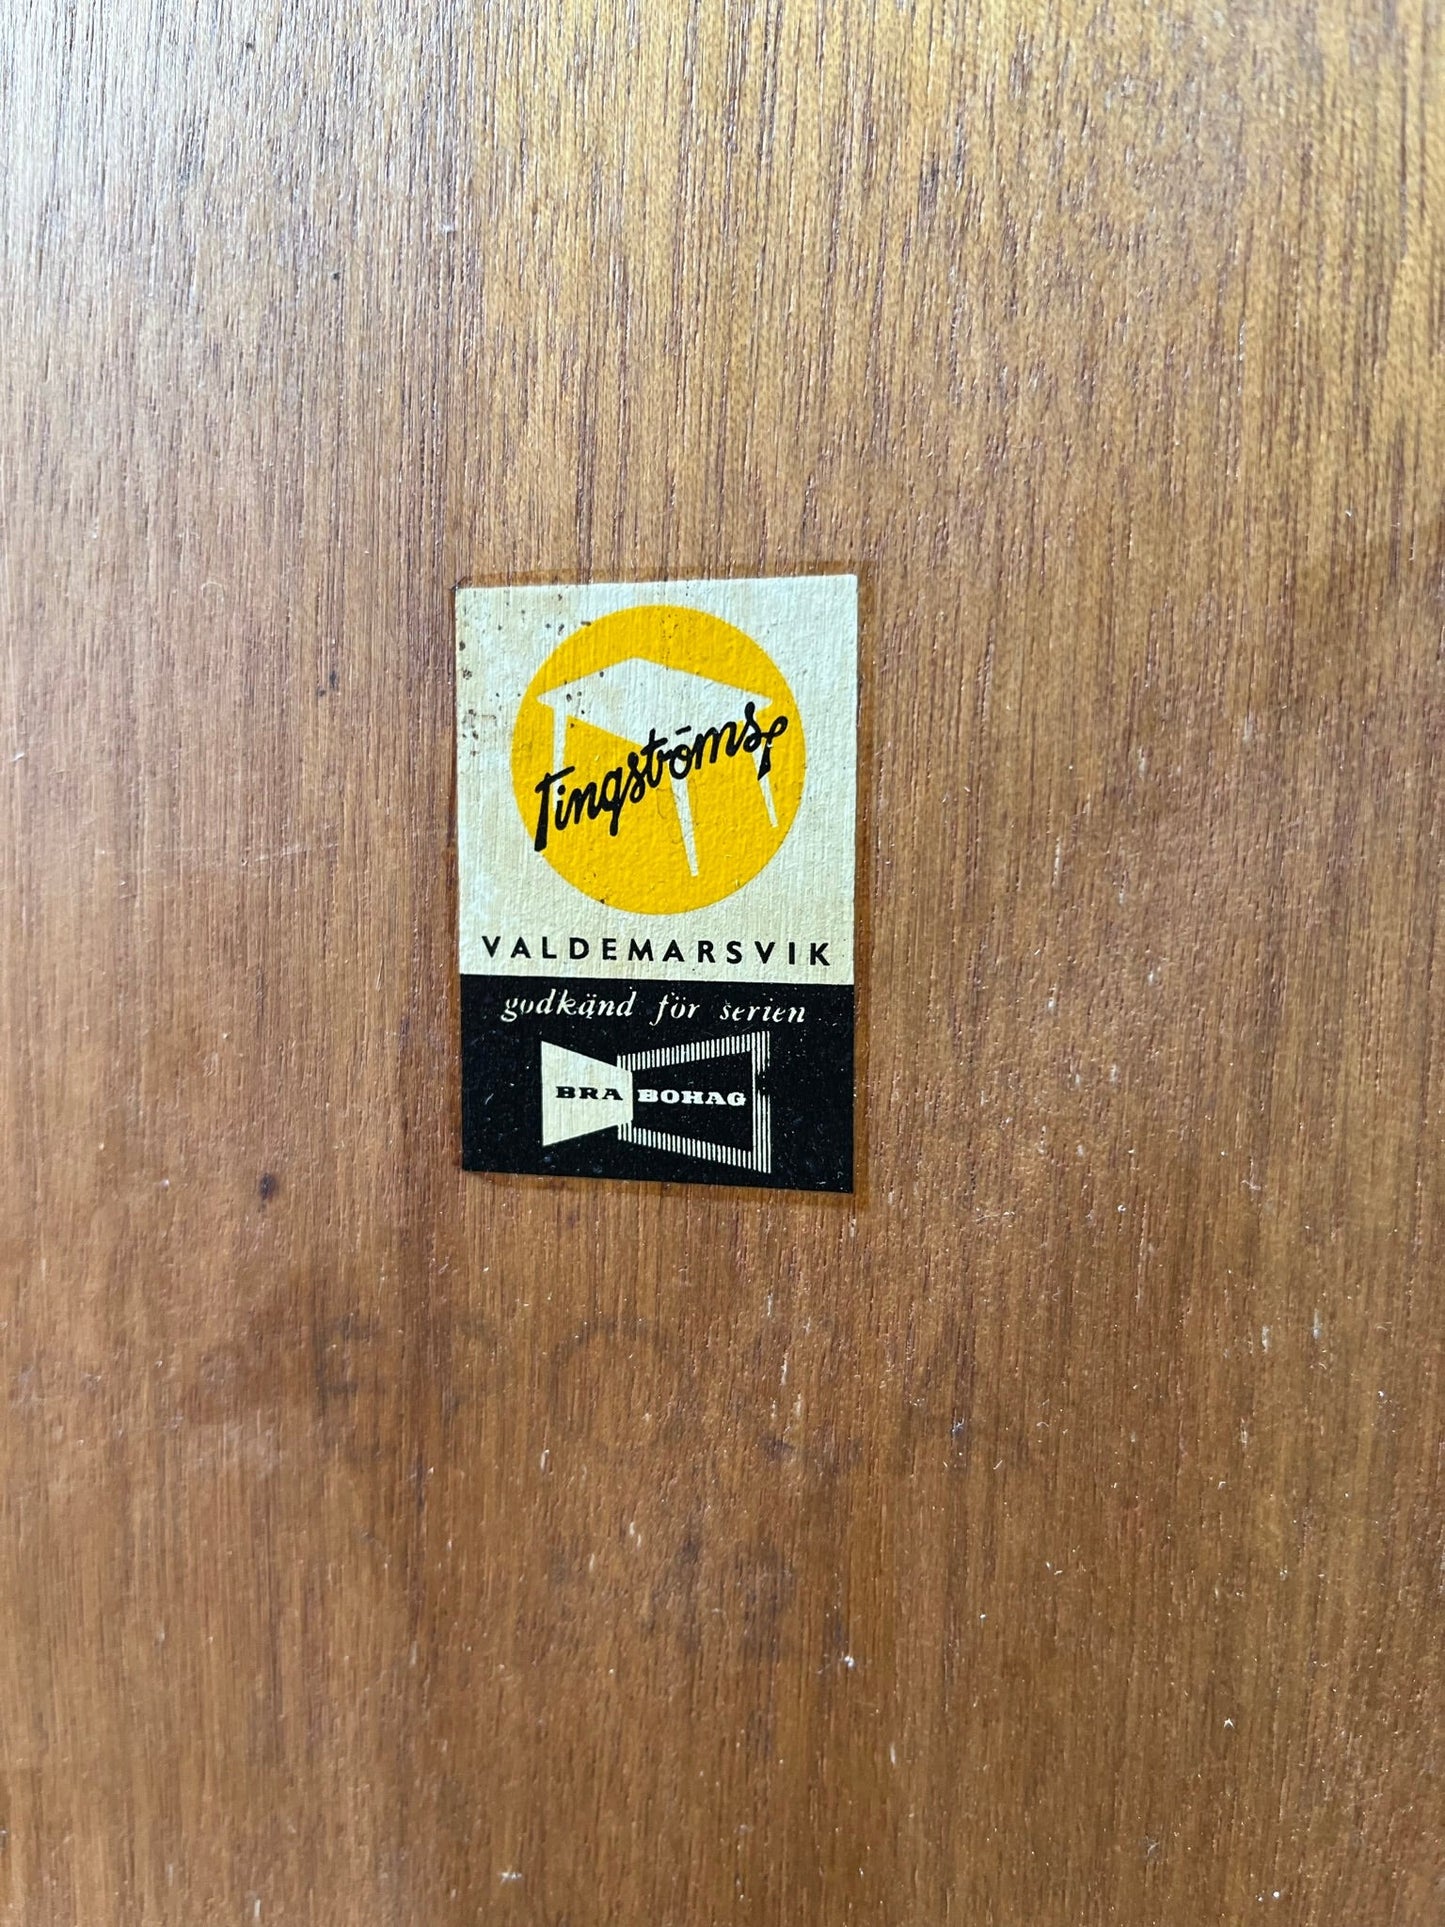 Tingströms
VALDEMARSVIK
godkänd för serien
BRA BOHAG